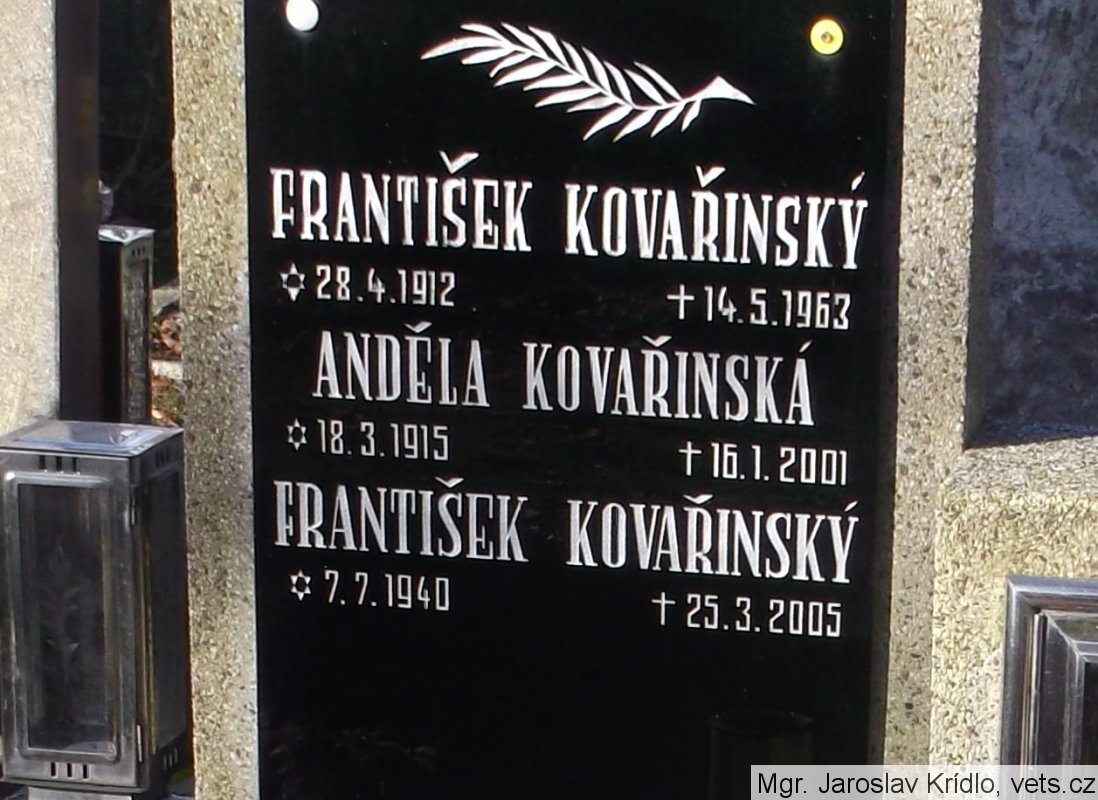 FRANTIŠEK KOVAŘINSKÝ
✡ 28.4.1912 ✝ 14.5.1963
ANDĚLA KOVAŘINSKÁ
✡ 18.3.1915 ✝ 16.1.2001
FRANTIŠEK KOVAŘINSKÝ
✡ 7.7.1940 ✝ 25.3.2005
Mgr. Jaroslav Krídlo, vets.cz